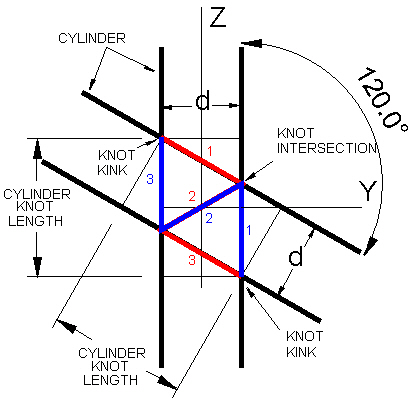 Z
CYLINDER
120.0°
d
KNOT
INTERSECTION
1
KNOT
KINK
3
2
Y
CYLINDER
KNOT
LENGTH
2
1
3
d
KNOT
KINK
CYLINDER
KNOT
LENGTH